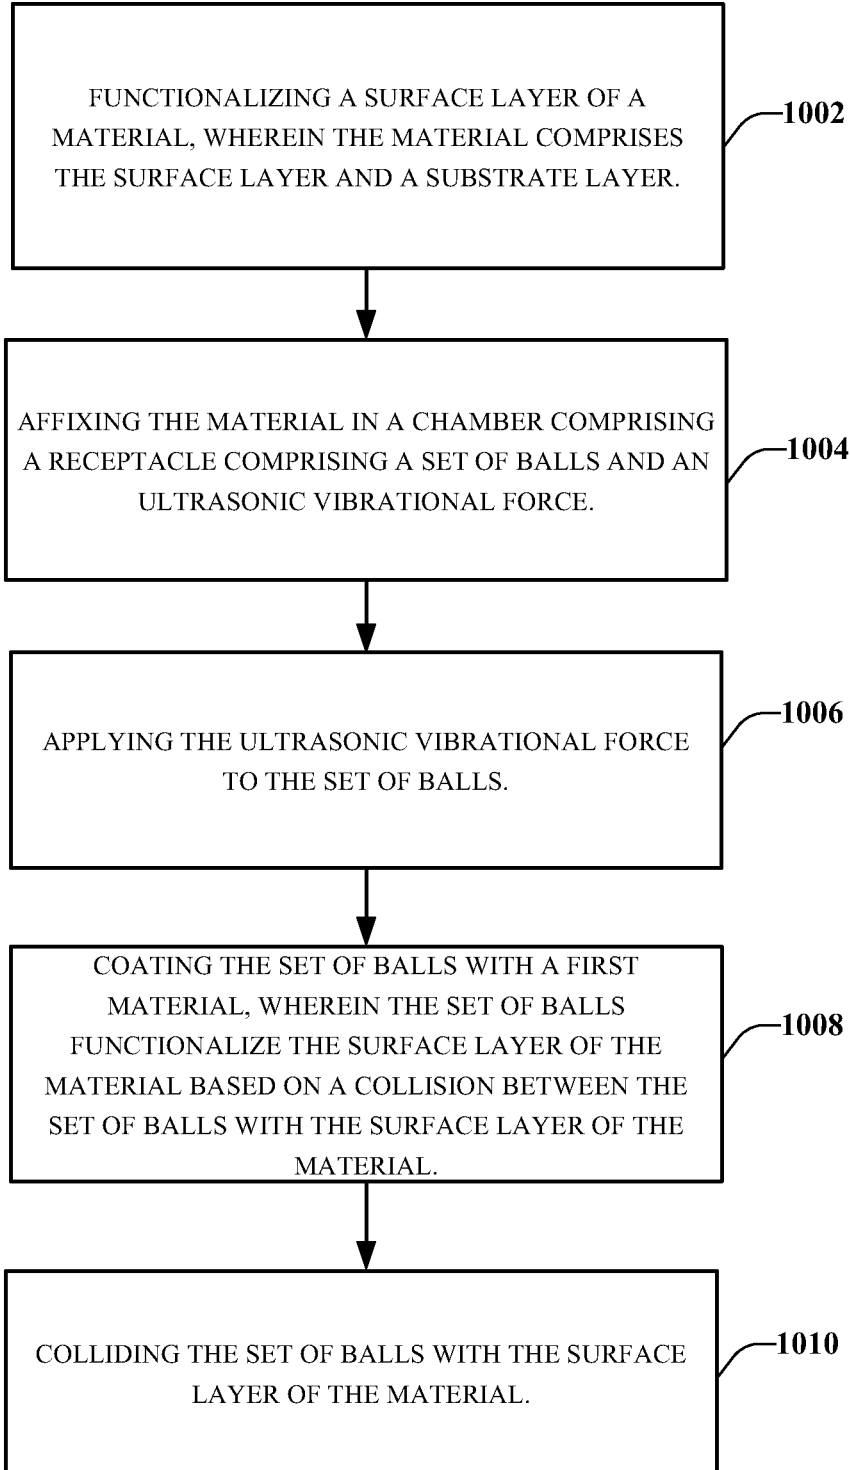 FUNCTIONALIZING A SURFACE LAYER OF A
MATERIAL, WHEREIN THE MATERIAL COMPRISES
THE SURFACE LAYER AND A SUBSTRATE LAYER.
1002
AFFIXING THE MATERIAL IN A CHAMBER COMPRISING
A RECEPTACLE COMPRISING A SET OF BALLS AND AN
ULTRASONIC VIBRATIONAL FORCE.
1004
APPLYING THE ULTRASONIC VIBRATIONAL FORCE
TO THE SET OF BALLS.
1006
COATING THE SET OF BALLS WITH A FIRST
MATERIAL, WHEREIN THE SET OF BALLS
FUNCTIONALIZE THE SURFACE LAYER OF THE
MATERIAL BASED ON A COLLISION BETWEEN THE
SET OF BALLS WITH THE SURFACE LAYER OF THE
MATERIAL.
1008
COLLIDING THE SET OF BALLS WITH THE SURFACE
LAYER OF THE MATERIAL.
1010